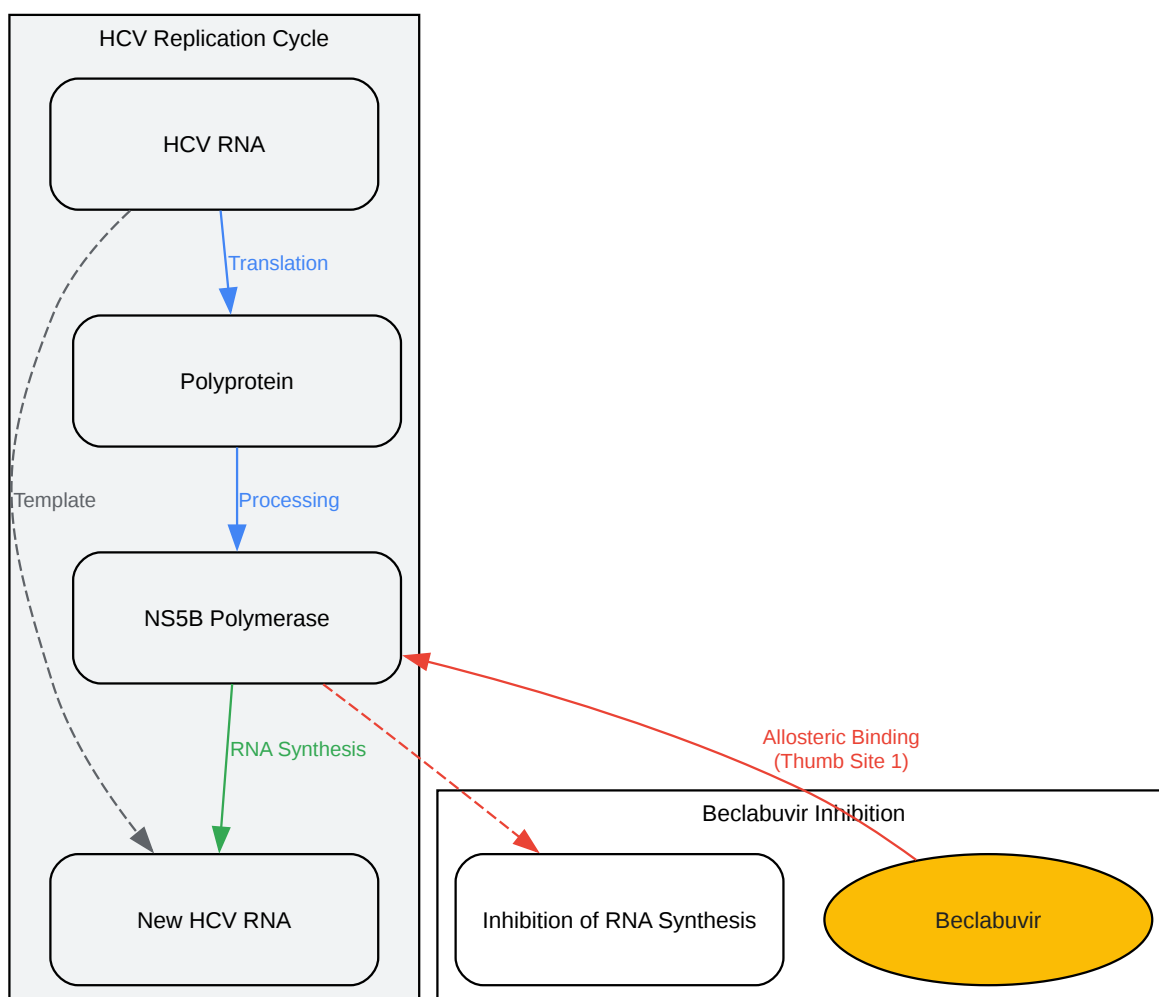 HCV Replication Cycle
HCV RNA
Translation
Polyprotein
Template
Processing
NS5B Polymerase
RNA Synthesis
Allosteric Binding
(Thumb Site 1)
Beclabuvir Inhibition
New HCV RNA
Inhibition of RNA Synthesis
Beclabuvir